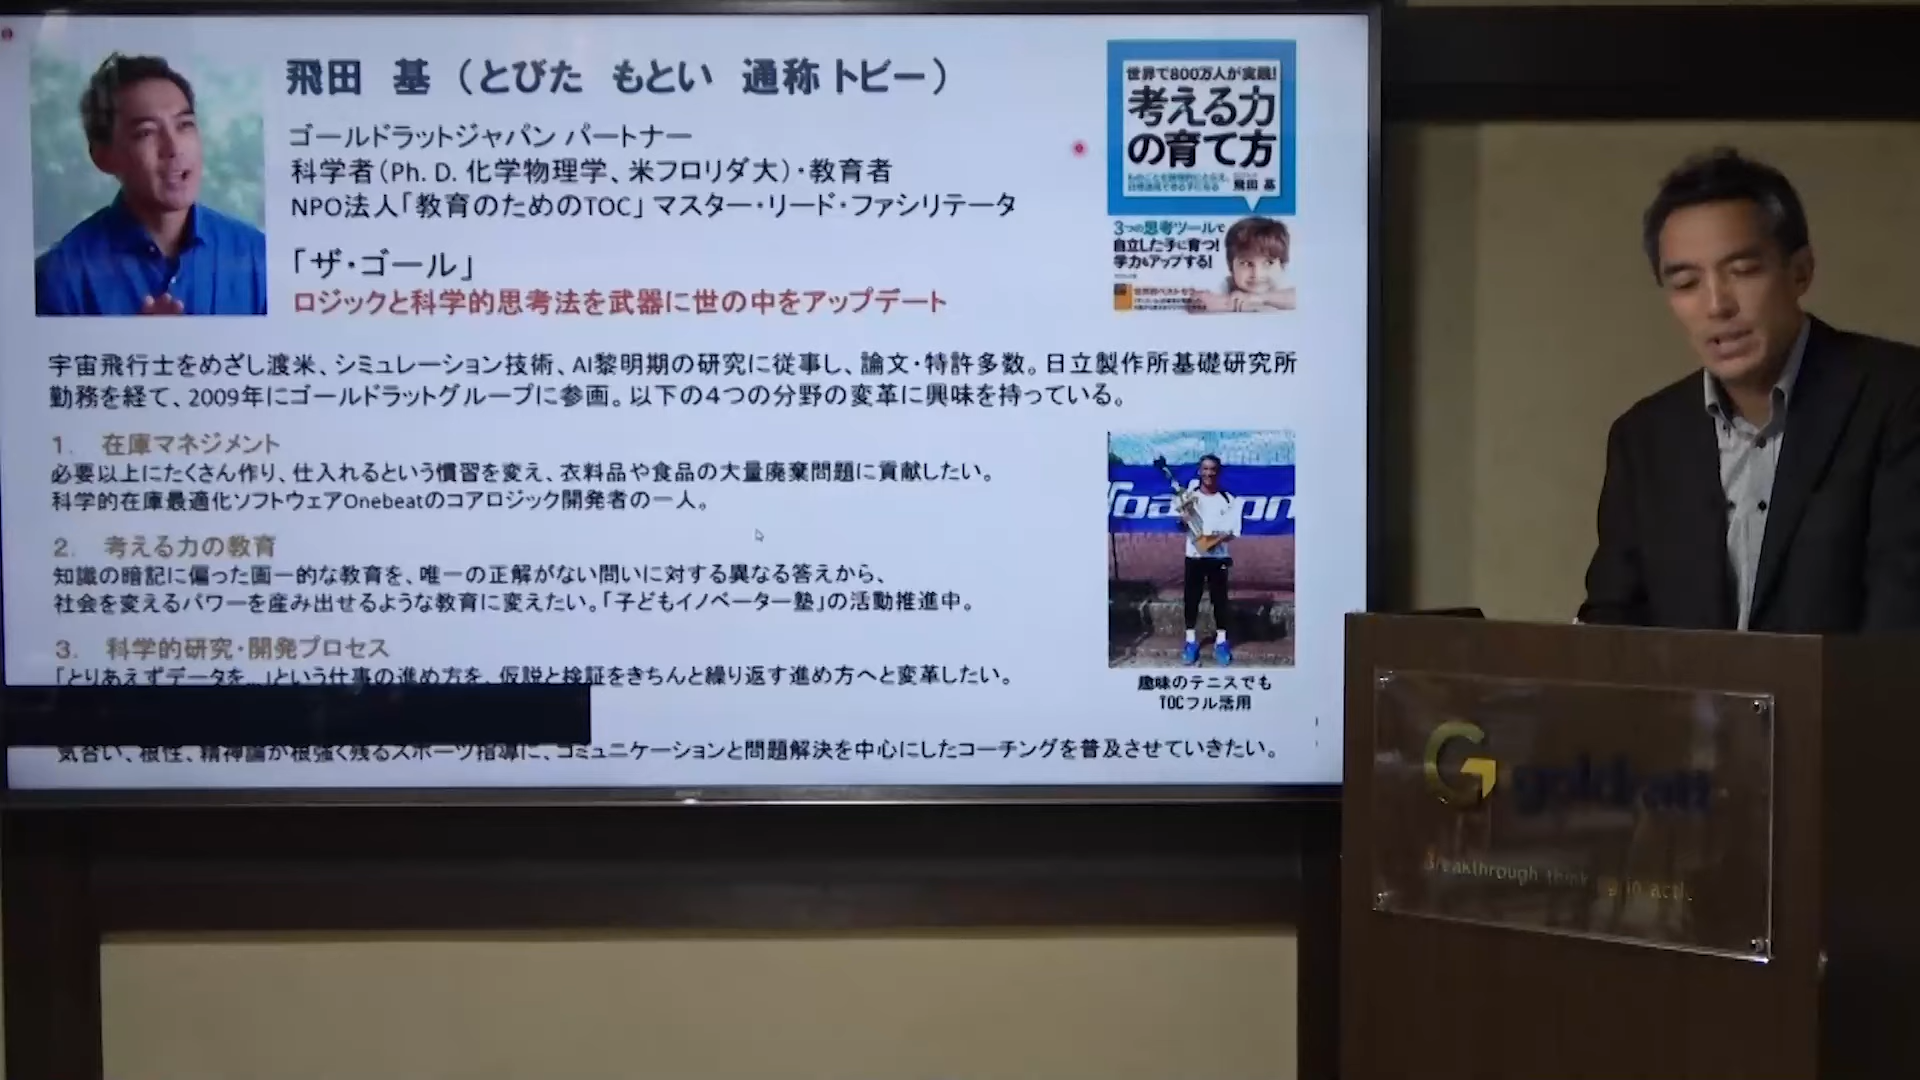 飛田 基（とびた もとい 通称 トビー）
ゴールドラットジャパン パートナー
科学者（Ph. D. 化学物理学、米フロリダ大）・教育者
NPO法人「教育のためのTOC」 マスター・リード・ファシリテータ
「ザ・ゴール」
ロジックと科学的思考法を武器に世の中をアップデート
世界で800万人が実践!
考える力
の育て方
飛田 基
3つの思考ツールで
自立した子に育つ!
学力もアップする!
宇宙飛行士をめざし渡米、シミュレーション技術、AI黎明期の研究に従事し、論文・特許多数。日立製作所基礎研究所
勤務を経て、2009年にゴールドラットグループに参画。以下の4つの分野の変革に興味を持っている。
1. 在庫マネジメント
必要以上にたくさん作り、仕入れるという慣習を変え、衣料品や食品の大量廃棄問題に貢献したい。
科学的在庫最適化ソフトウェアOnebeatのコアロジック開発者の一人。
2. 考える力の教育
知識の暗記に偏った画一的な教育を、唯一の正解がない問いに対する異なる答えから、
社会を変えるパワーを産み出せるような教育に変えたい。「子どもイノベーター塾」の活動推進中。
3. 科学的研究・開発プロセス
「とりあえずデータを…」という仕事の進め方を、仮説と検証をきちんと繰り返す進め方へと変革したい。
気合い、根性、精神論が根強く残るスポーツ指導に、コミュニケーションと問題解決を中心にしたコーチングを普及させていきたい。
趣味のテニスでも
TOCフル活用
goldratt
Breakthrough